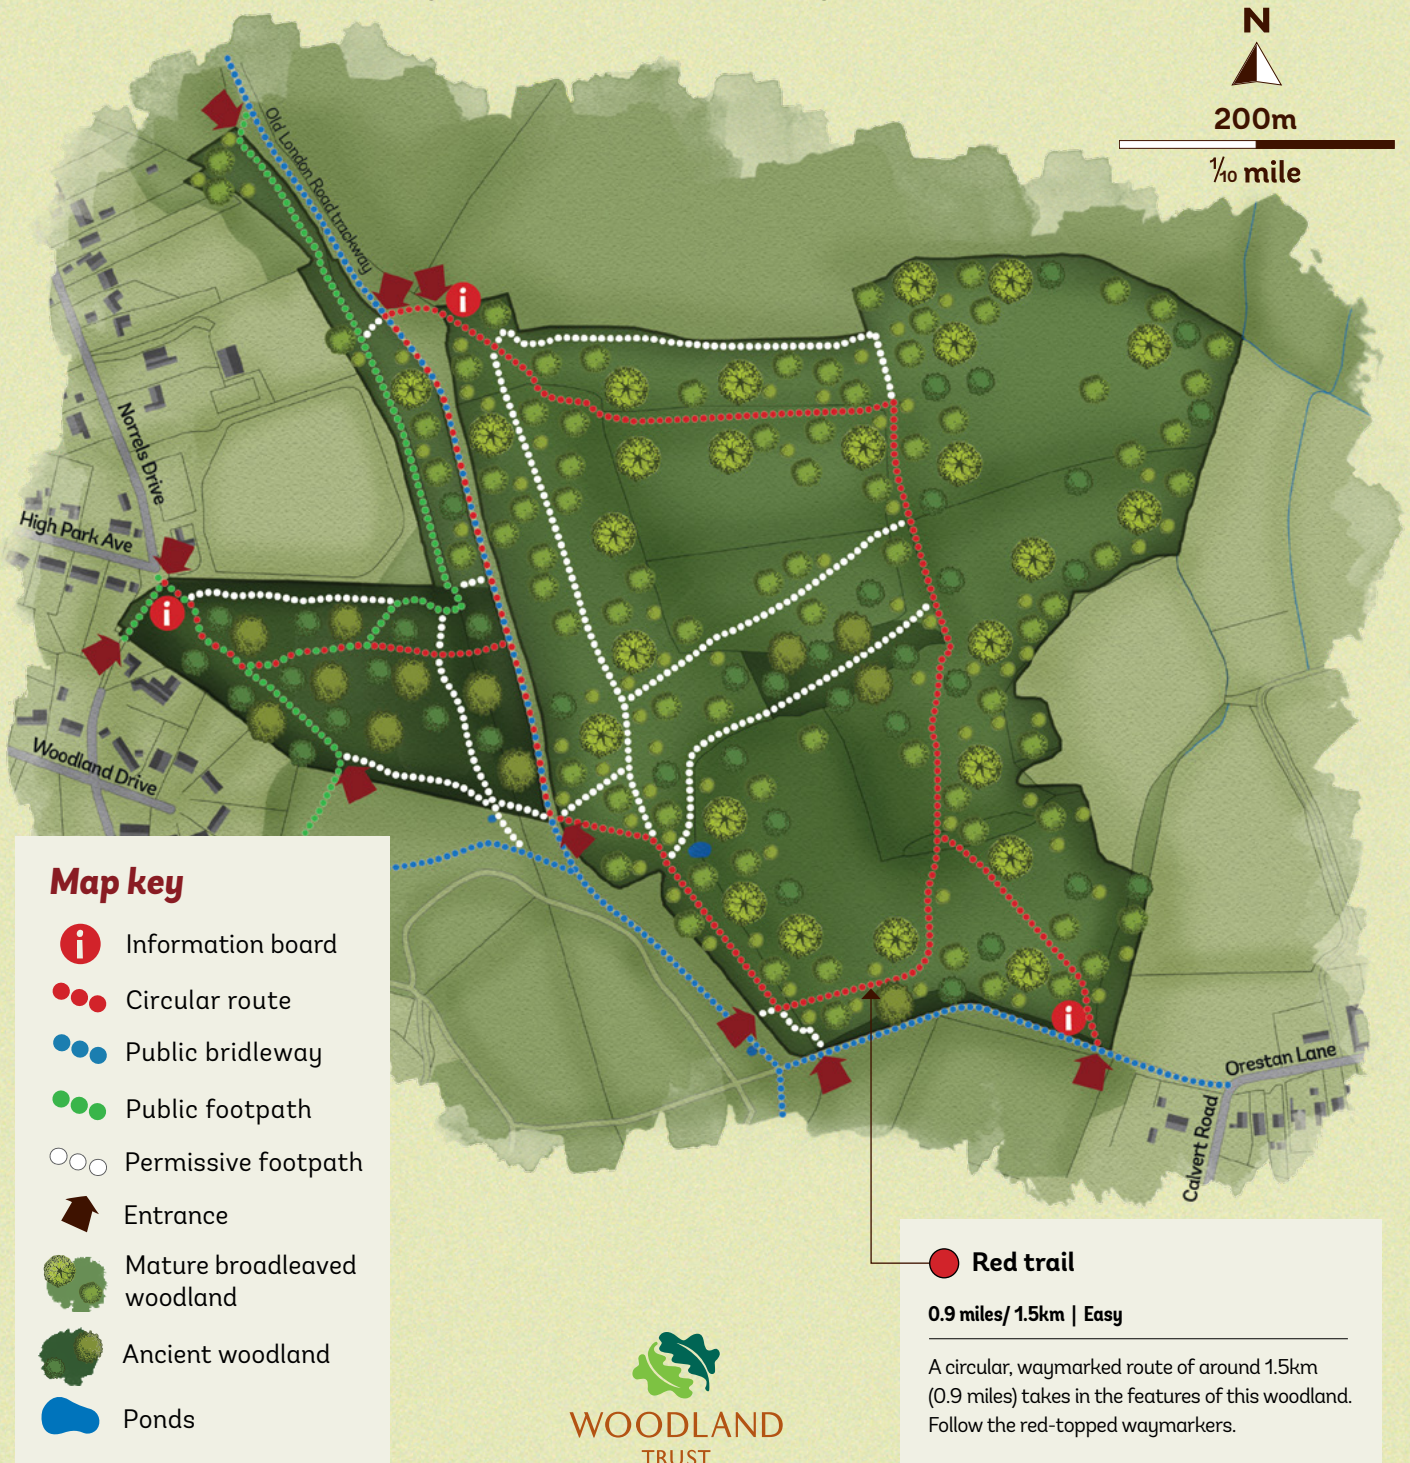 N
200m
1/10 mile
Old London Road trackway
Norrels Drive
High Park Ave
Woodland Drive
Orestan Lane
Calvert Road
Map key
Information board
Circular route
Public bridleway
Public footpath
Permissive footpath
Entrance
Mature broadleaved
woodland
Ancient woodland
Ponds
WOODLAND
TRUST
Red trail
0.9 miles/ 1.5km | Easy
A circular, waymarked route of around 1.5km
(0.9 miles) takes in the features of this woodland.
Follow the red-topped waymarkers.